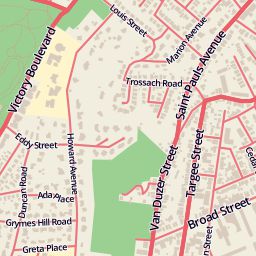 Louis Street
Marion Avenue
Victory Boulevard
Saint Pauls Avenue
Trossach Road
Eddy Street
Howard Avenue
Van Duzer Street
Targee Street
Duncan Road
Ada Place
Broad Street
Grymes Hill Road
Greta Place